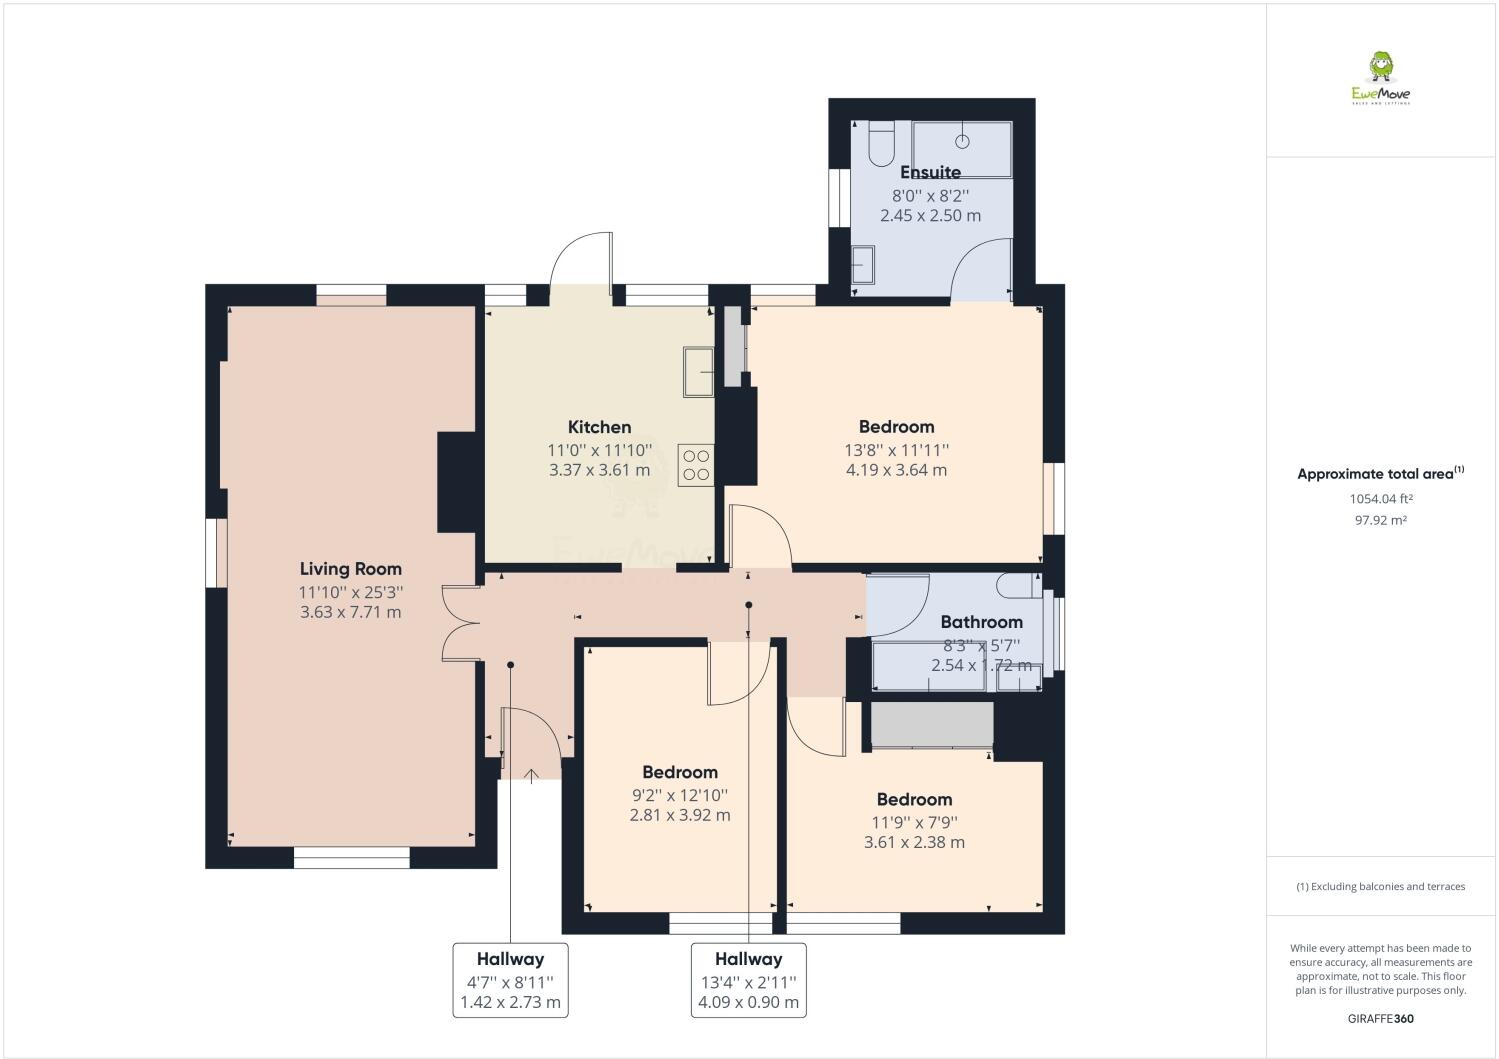 EweMove
SALES AND LETTINGS
Ensuite
8'0'' x 8'2''
2.45 x 2.50 m
Kitchen
11'0'' x 11'10''
3.37 x 3.61 m
Bedroom
13'8'' x 11'11''
4.19 x 3.64 m
EweMove
Living Room
11'10'' x 25'3''
3.63 x 7.71 m
Bathroom
8'3'' x 5'7''
2.54 x 1.72 m
Bedroom
9'2'' x 12'10''
2.81 x 3.92 m
Bedroom
11'9'' x 7'9''
3.61 x 2.38 m
Hallway
4'7'' x 8'11''
1.42 x 2.73 m
Hallway
13'4'' x 2'11''
4.09 x 0.90 m
Approximate total area(1)
1054.04 ft²
97.92 m²
(1) Excluding balconies and terraces
While every attempt has been made to
ensure accuracy, all measurements are
approximate, not to scale. This floor
plan is for illustrative purposes only.
GIRAFFE360